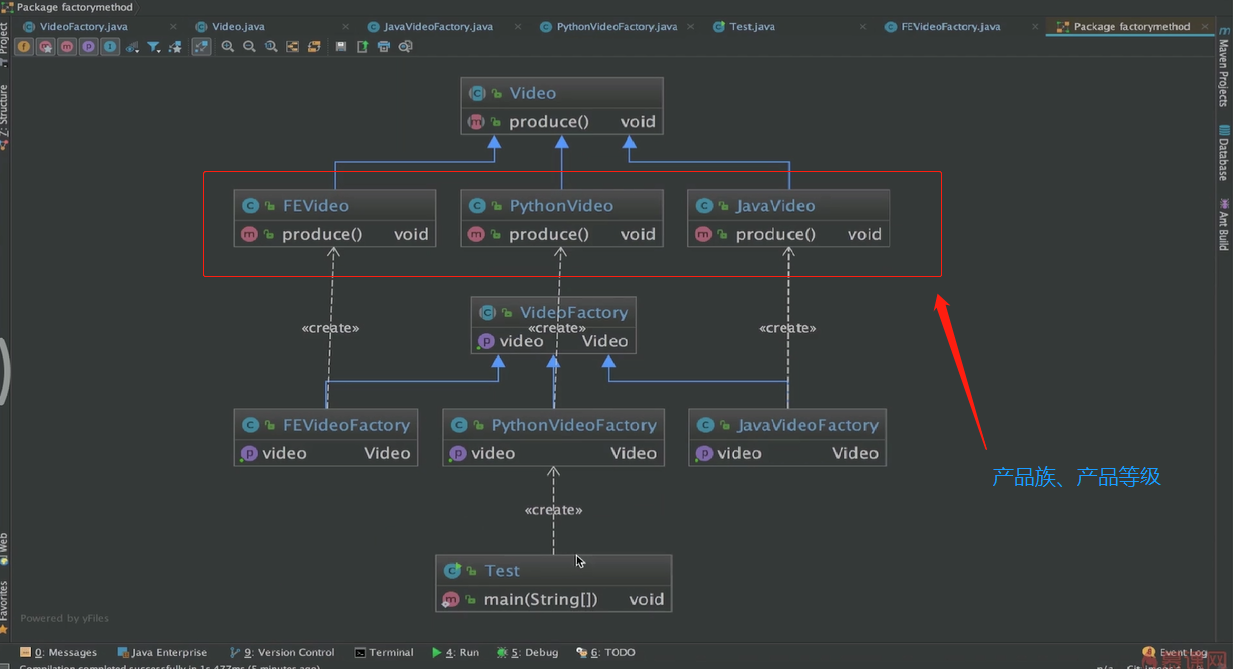 Package factorymethod
VideoFactory.java Video.java JavaVideoFactory.java PythonVideoFactory.java Test.java FEVideoFactory.java Package factorymethod
Project
Z: Structure
Web
Favorites
Maven Projects
Database
Ant Build
Video
produce() void
FEVideo PythonVideo JavaVideo
produce() void produce() void produce() void
VideoFactory
«create» «create» «create»
video Video
FEVideoFactory PythonVideoFactory JavaVideoFactory
video Video video Video video Video
产品族、产品等级
«create»
Test
main(String[]) void
Powered by yFiles
0: Messages Java Enterprise 9: Version Control Terminal 4: Run 5: Debug 6: TODO Event Log
Compilation completed successfully in 1s 477ms (5 minutes ago) n/a